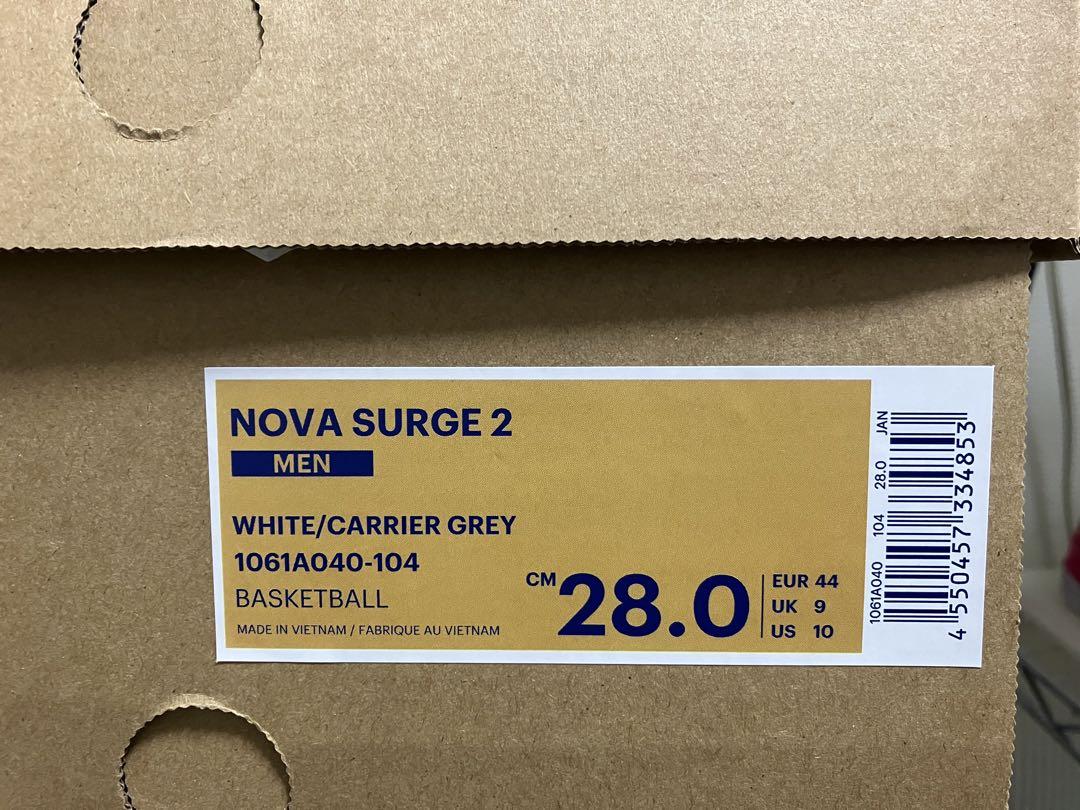 NOVA SURGE 2
MEN
WHITE/CARRIER GREY
1061A040-104
BASKETBALL
MADE IN VIETNAM / FABRIQUE AU VIETNAM
CM 28.0
EUR 44
UK 9
US 10
1061A040 104 28.0 JAN
4 550457 334853